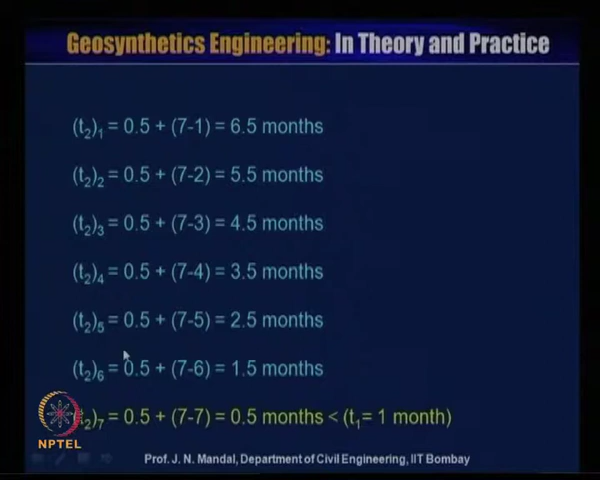 Geosynthetics Engineering: In Theory and Practice
(t₂)₁ = 0.5 + (7-1) = 6.5 months
(t₂)₂ = 0.5 + (7-2) = 5.5 months
(t₂)₃ = 0.5 + (7-3) = 4.5 months
(t₂)₄ = 0.5 + (7-4) = 3.5 months
(t₂)₅ = 0.5 + (7-5) = 2.5 months
(t₂)₆ = 0.5 + (7-6) = 1.5 months
t₂)₇ = 0.5 + (7-7) = 0.5 months < (t₁= 1 month)
NPTEL
Prof. J. N. Mandal, Department of Civil Engineering, IIT Bombay